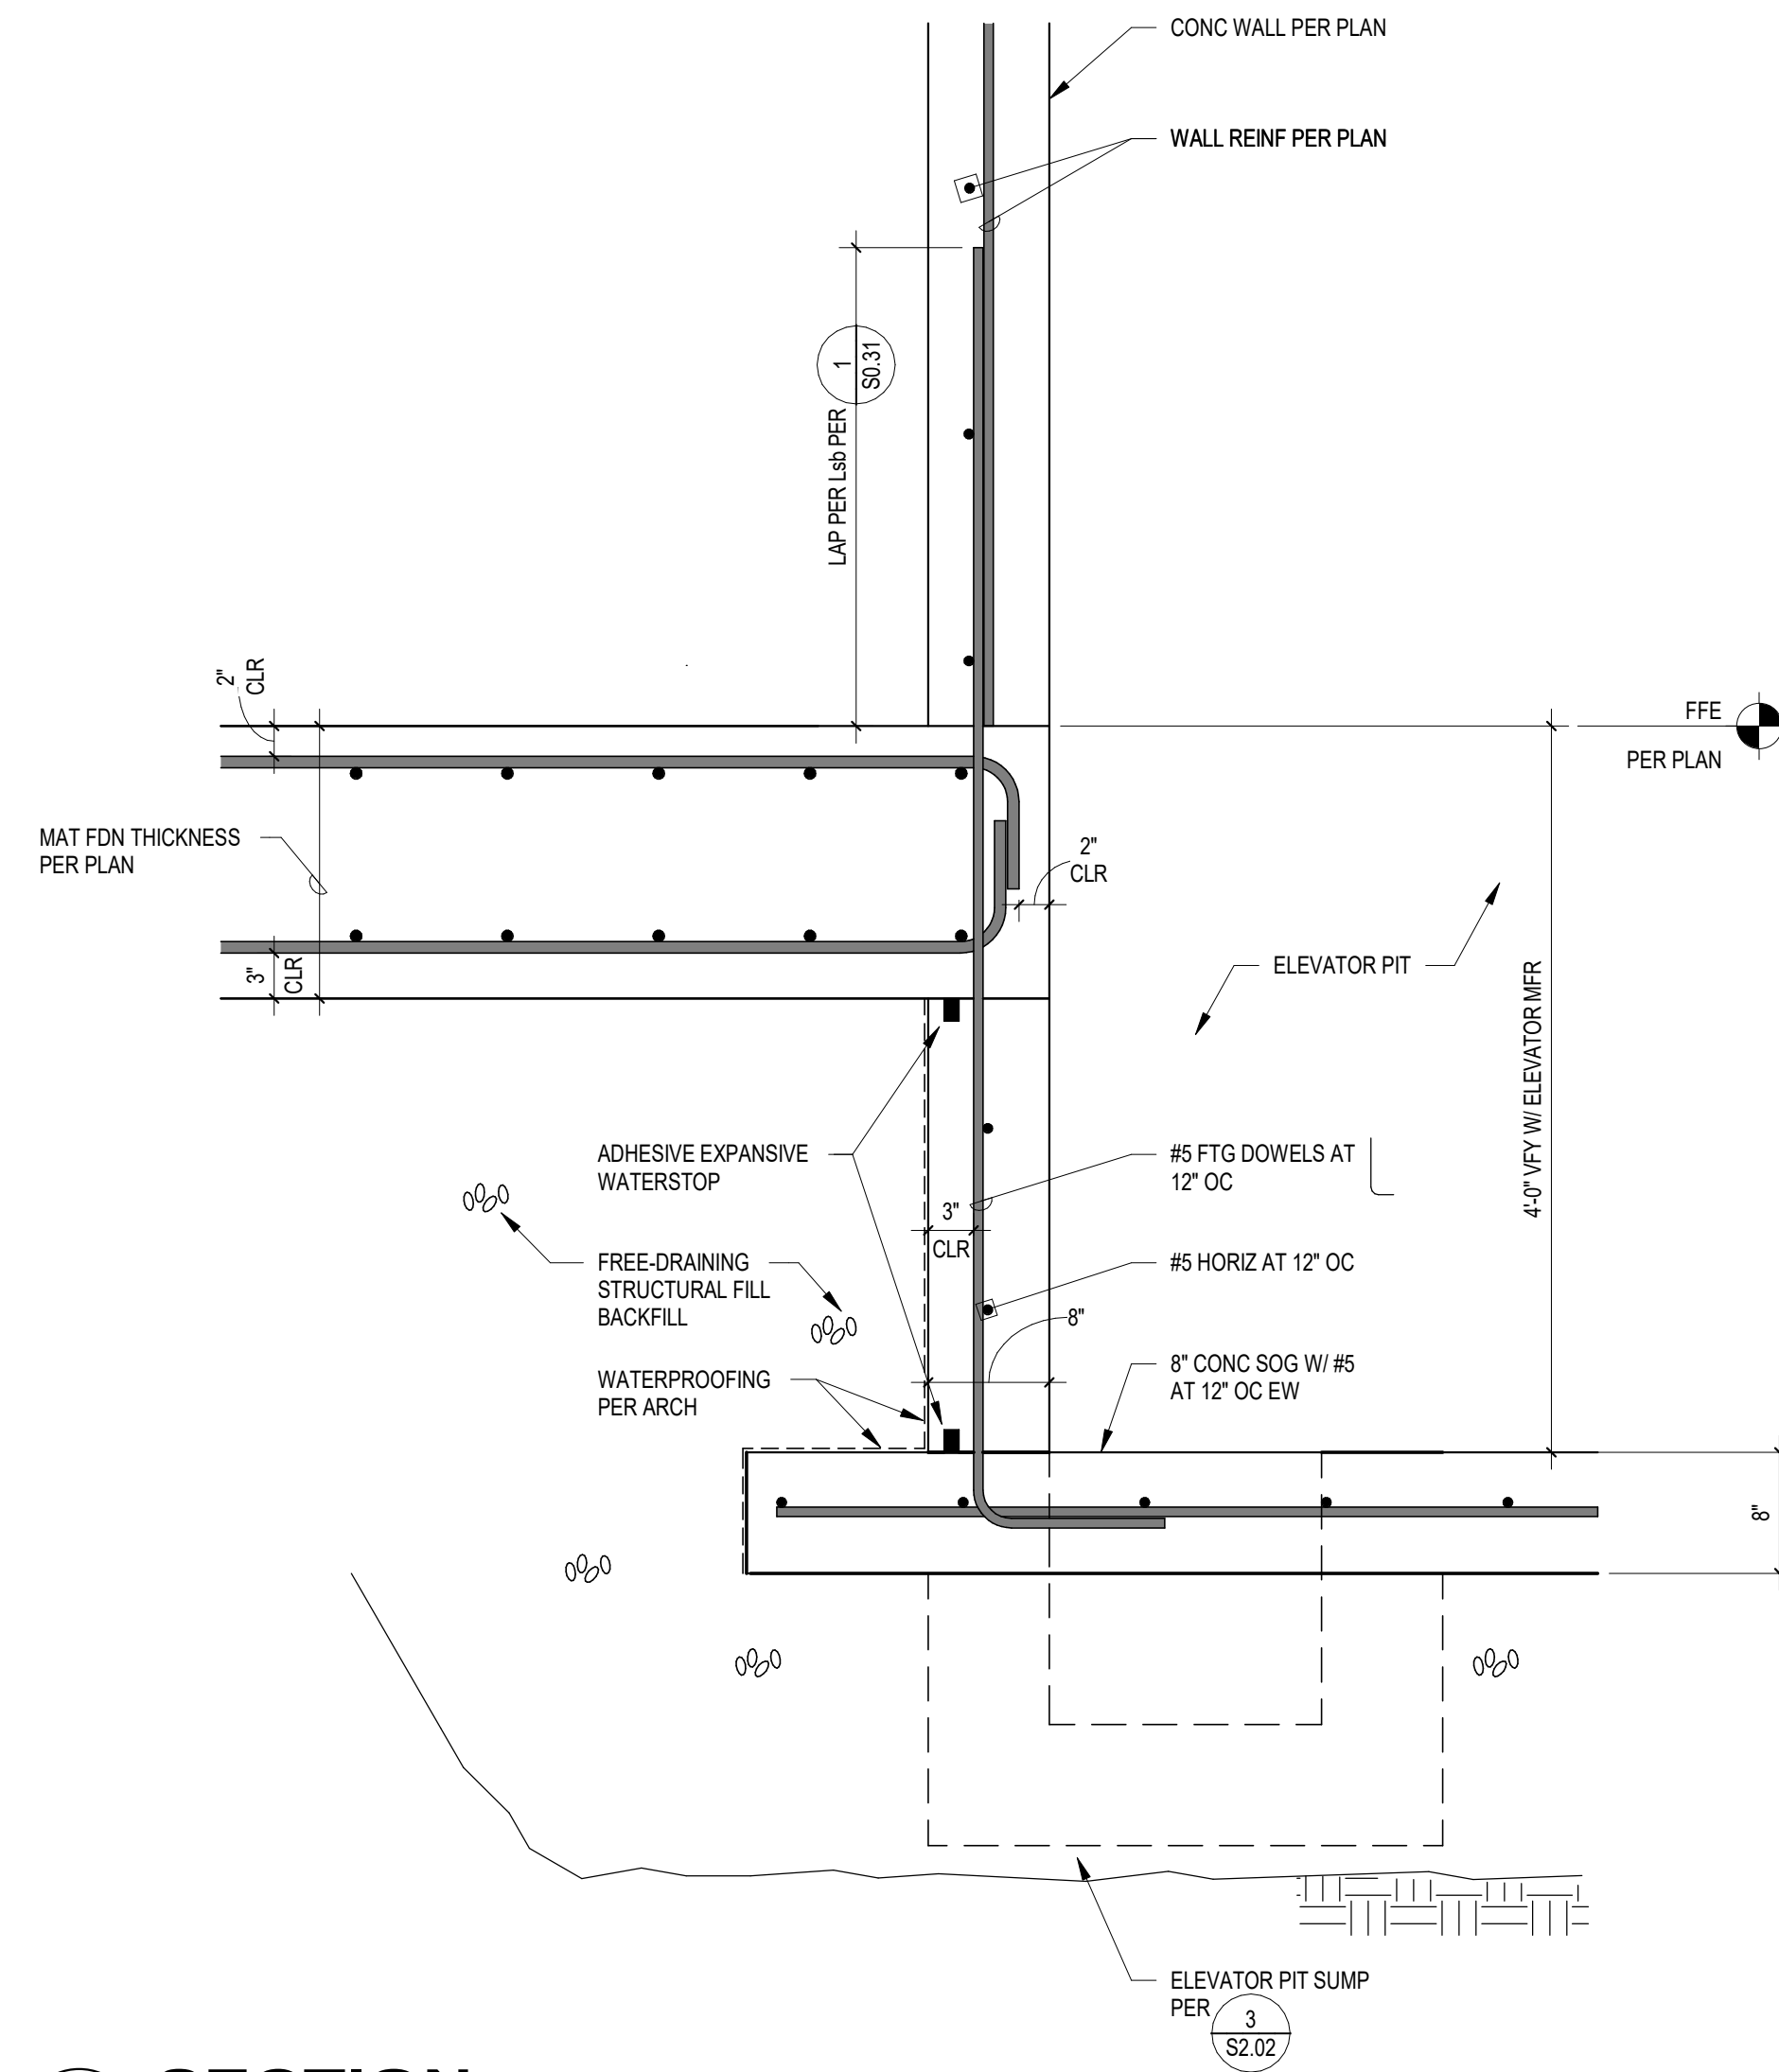 CONC WALL PER PLAN
WALL REINF PER PLAN
1
S0.31
LAP PER Lsb PER
2"
CLR
FFE
PER PLAN
MAT FDN THICKNESS
PER PLAN
2"
CLR
3"
CLR
ELEVATOR PIT
4'-0" VFY W/ ELEVATOR MFR
ADHESIVE EXPANSIVE
WATERSTOP
#5 FTG DOWELS AT
12" OC
3"
CLR
FREE-DRAINING
STRUCTURAL FILL
BACKFILL
#5 HORIZ AT 12" OC
8"
WATERPROOFING
PER ARCH
8" CONC SOG W/ #5
AT 12" OC EW
8"
ELEVATOR PIT SUMP
PER
3
S2.02
SECTION